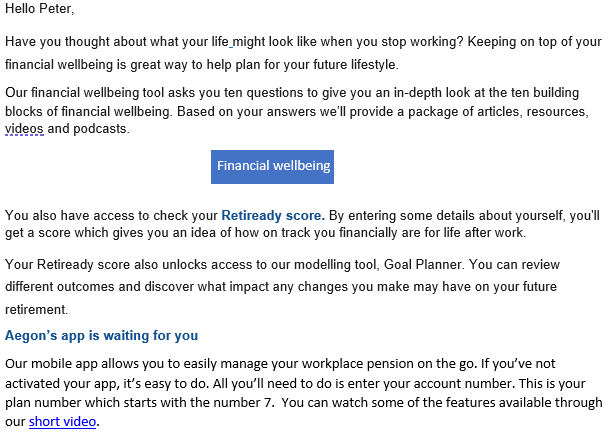 Hello Peter,
Have you thought about what your life might look like when you stop working? Keeping on top of your
financial wellbeing is great way to help plan for your future lifestyle.
Our financial wellbeing tool asks you ten questions to give you an in-depth look at the ten building
blocks of financial wellbeing. Based on your answers we'll provide a package of articles, resources,
videos and podcasts.
Financial wellbeing
You also have access to check your Retiready score. By entering some details about yourself, you'll
get a score which gives you an idea of how on track you financially are for life after work.
Your Retiready score also unlocks access to our modelling tool, Goal Planner. You can review
different outcomes and discover what impact any changes you make may have on your future
retirement.
Aegon's app is waiting for you
Our mobile app allows you to easily manage your workplace pension on the go. If you've not
activated your app, it's easy to do. All you'll need to do is enter your account number. This is your
plan number which starts with the number 7.  You can watch some of the features available through
our short video.